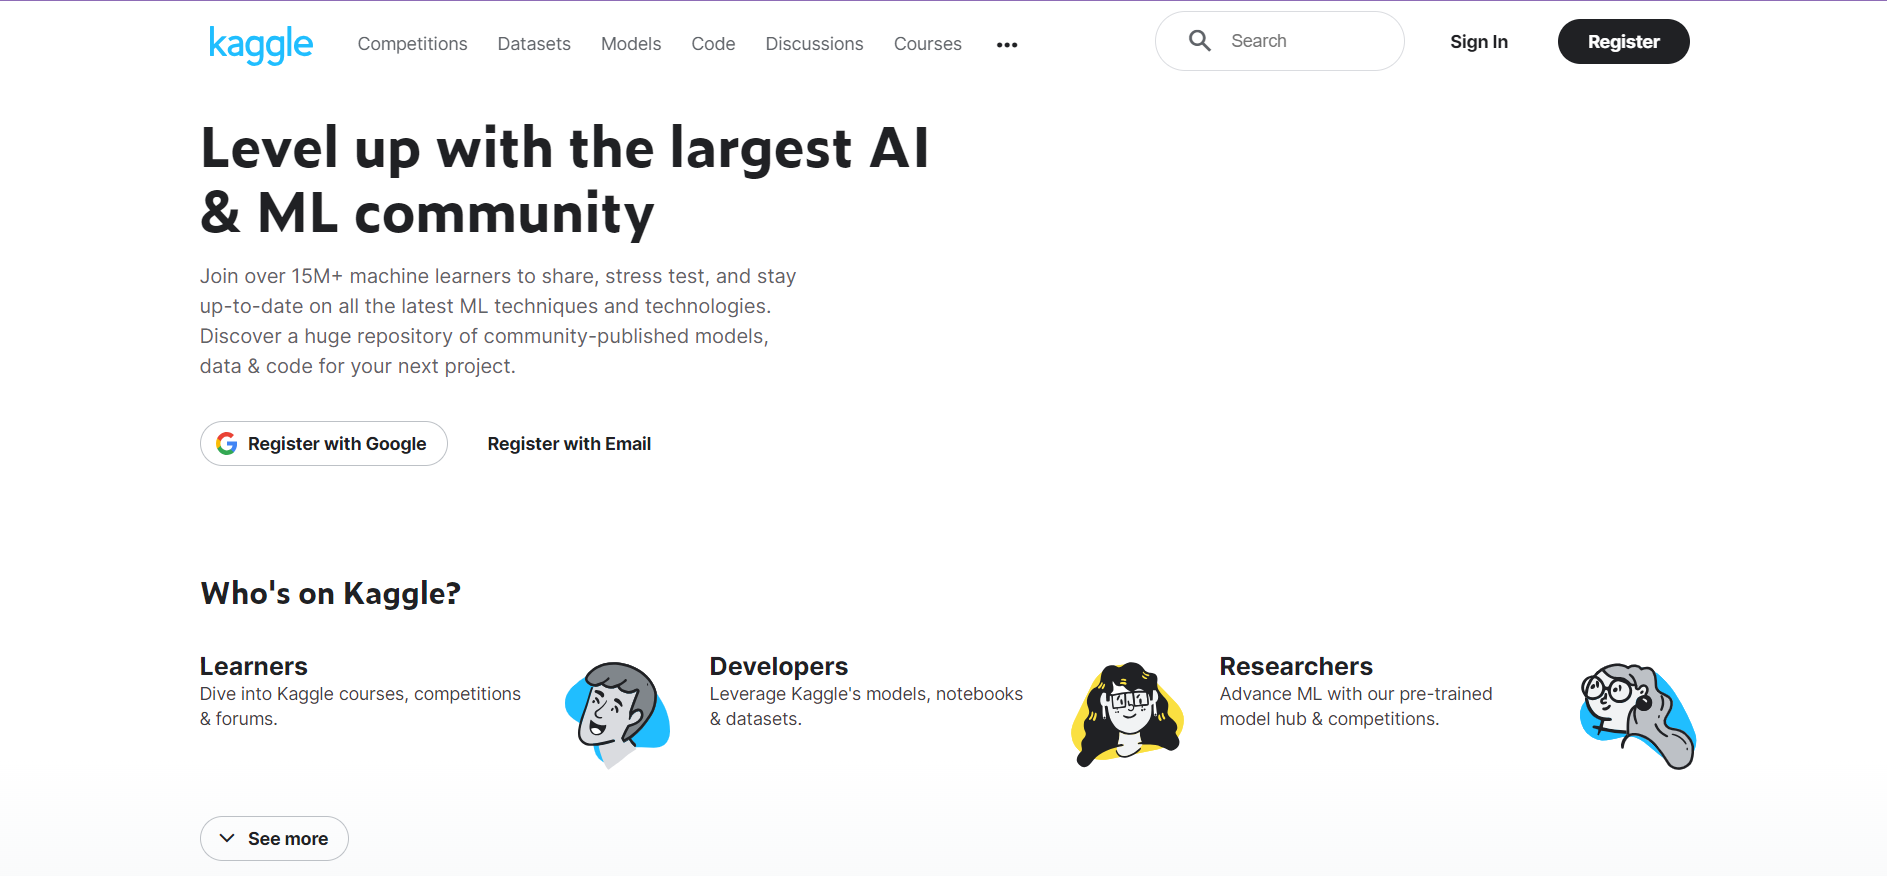 kaggle
Competitions Datasets Models Code Discussions Courses •••
Search
Sign In
Register
Level up with the largest AI
& ML community
Join over 15M+ machine learners to share, stress test, and stay
up-to-date on all the latest ML techniques and technologies.
Discover a huge repository of community-published models,
data & code for your next project.
Register with Google
Register with Email
Who's on Kaggle?
Learners
Dive into Kaggle courses, competitions
& forums.
Developers
Leverage Kaggle's models, notebooks
& datasets.
Researchers
Advance ML with our pre-trained
model hub & competitions.
See more